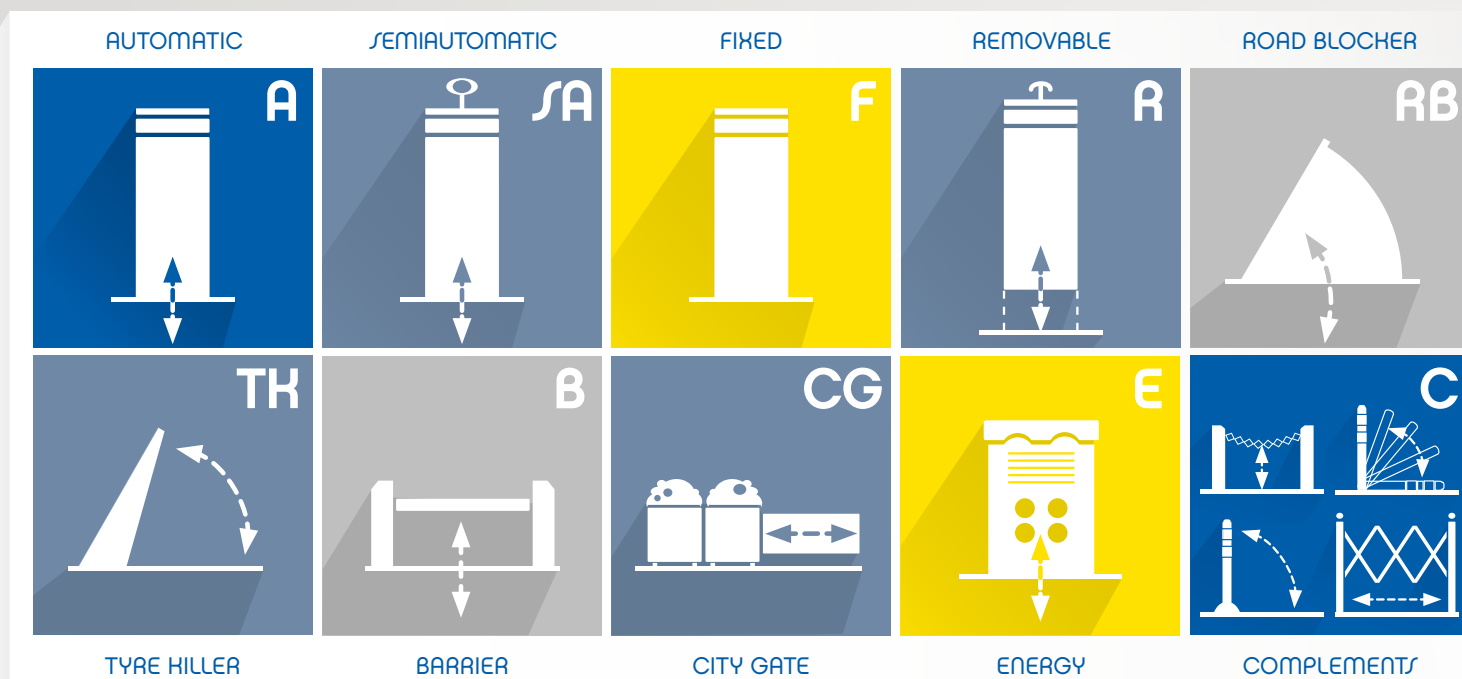 AUTOMATIC
SEMIAUTOMATIC
FIXED
REMOVABLE
ROAD BLOCKER
A
SA
F
R
RB
TK
B
CG
E
C
TYRE KILLER
BARRIER
CITY GATE
ENERGY
COMPLEMENTS